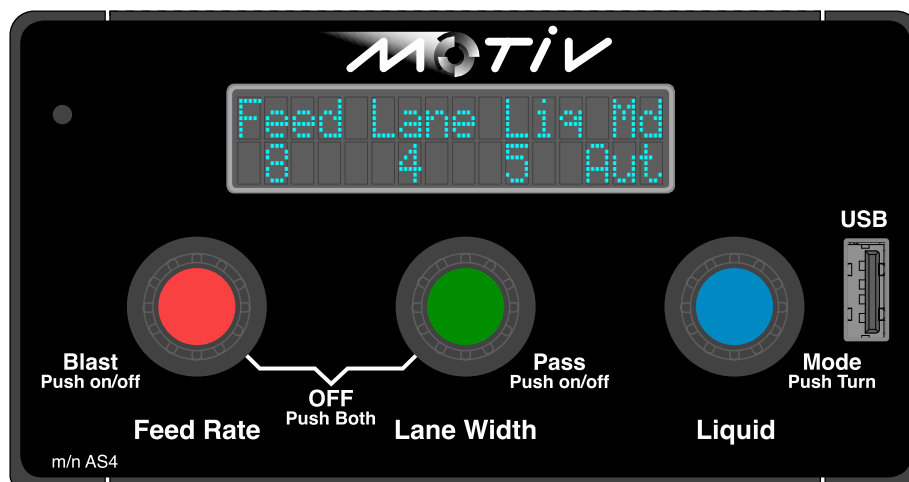 MOTiV
Feed Lane Liq Md
8 4 5 Aut
USB
Blast
Push on/off
OFF
Push Both
Pass
Push on/off
Mode
Push Turn
Feed Rate
Lane Width
Liquid
m/n AS4